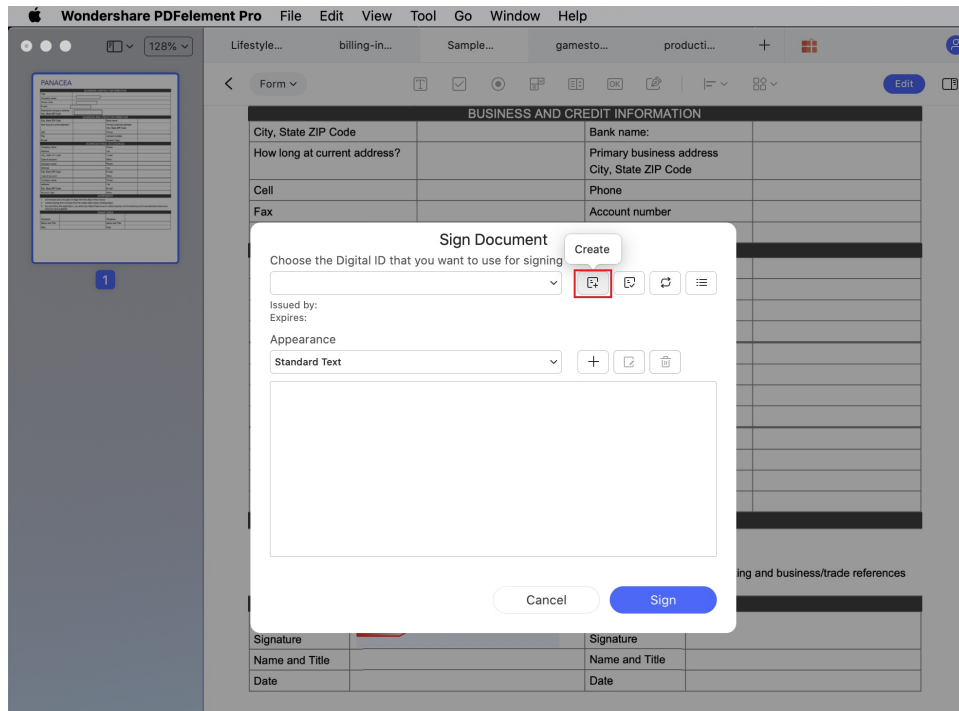 Wondershare PDFelement Pro File Edit View Tool Go Window Help
128% Lifestyle... billing-in... Sample... gamesto... producti...
PANACEA
Form OK Edit
BUSINESS AND CREDIT INFORMATION
City, State ZIP Code Bank name:
How long at current address? Primary business address
City, State ZIP Code
Cell Phone
Fax Account number
Sign Document
Create
Choose the Digital ID that you want to use for signing
1
Issued by:
Expires:
Appearance
Standard Text
ing and business/trade references
Cancel Sign
Signature Signature
Name and Title Name and Title
Date Date